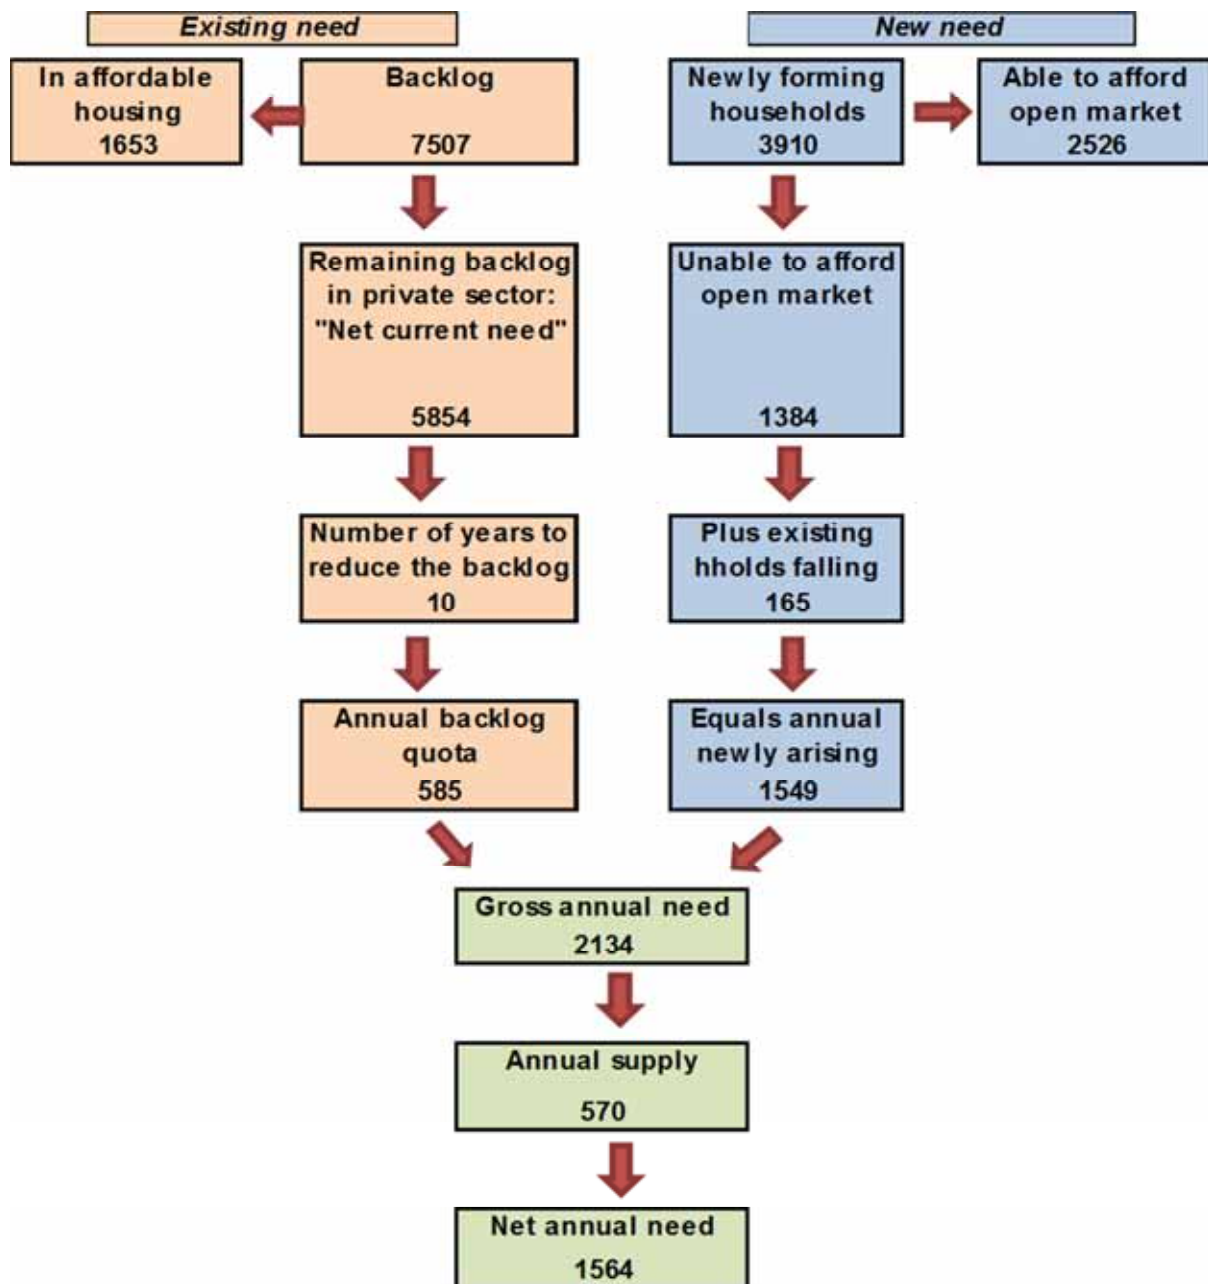 Existing need
New need
In affordable
housing
1653
Backlog
7507
Newly forming
households
3910
Able to afford
open market
2526
Remaining backlog
in private sector:
"Net current need"
5854
Unable to afford
open market
1384
Number of years to
reduce the backlog
10
Plus existing
hholds falling
165
Annual backlog
quota
585
Equals annual
newly arising
1549
Gross annual need
2134
Annual supply
570
Net annual need
1564